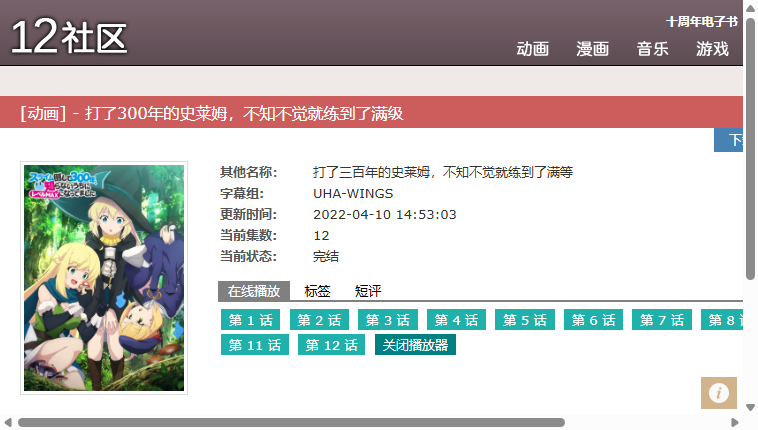 12社区
十周年电子书
动画 漫画 音乐 游戏
[动画] - 打了300年的史莱姆，不知不觉就练到了满级
スライム倒して300年、
知らないうちに
レベルMAXになってました
其他名称： 打了三百年的史莱姆，不知不觉就练到了满等
字幕组： UHA-WINGS
更新时间： 2022-04-10 14:53:03
当前集数： 12
当前状态： 完结
在线播放 标签 短评
第 1 话 第 2 话 第 3 话 第 4 话 第 5 话 第 6 话 第 7 话 第 8
第 11 话 第 12 话 关闭播放器
i